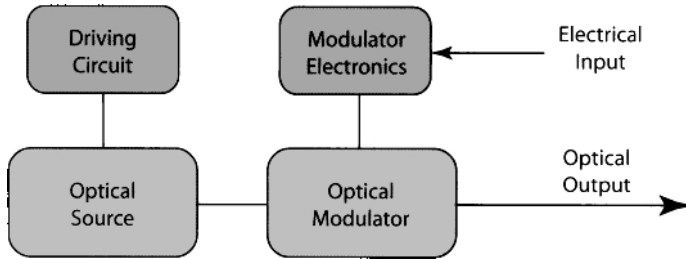 Driving
Circuit
Modulator
Electronics
Electrical
Input
Optical
Source
Optical
Modulator
Optical
Output